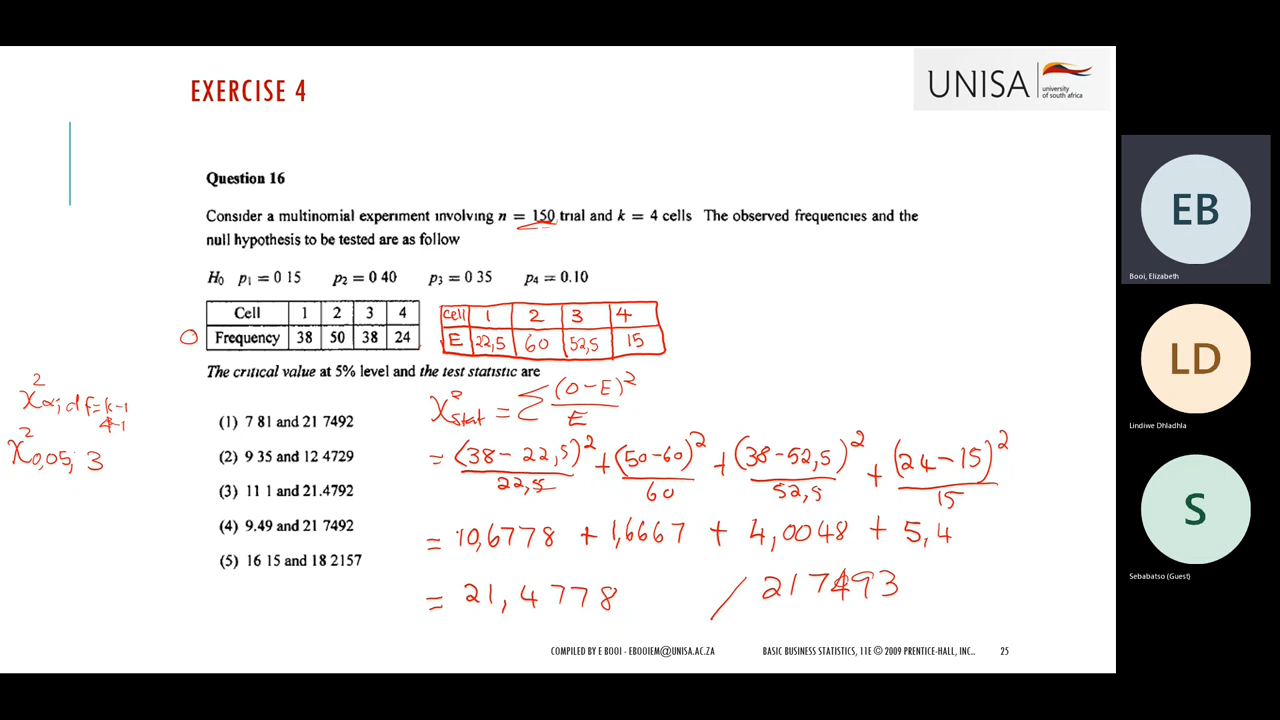 EXERCISE 4
UNISA
university
of south africa
Question 16
Consider a multinomial experiment involving n = 150 trial and k = 4 cells The observed frequencies and the
null hypothesis to be tested are as follow
H₀ p₁ = 0 15 p₂ = 0 40 p₃ = 0 35 p₄ = 0.10
Cell 1 2 3 4
O Frequency 38 50 38 24
Cell 1 2 3 4
E 22,5 60 52,5 15
The critical value at 5% level and the test statistic are
(1) 7 81 and 21 7492
(2) 9 35 and 12 4729
(3) 11 1 and 21.4792
(4) 9.49 and 21 7492
(5) 16 15 and 18 2157
χ²α; df=k-1
4-1
χ²0,05; 3
χ²stat = Σ (O-E)²/E
= (38-22,5)²/22,5 + (50-60)²/60 + (38-52,5)²/52,5 + (24-15)²/15
= 10,6778 + 1,6667 + 4,0048 + 5,4
= 21,4778 / 217493
COMPILED BY E BOOI - EBOOIEM@UNISA.AC.ZA BASIC BUSINESS STATISTICS, 11E © 2009 PRENTICE-HALL, INC.. 25
EB
Booi, Elizabeth
LD
Lindiwe Dhladhla
S
Sebabatso (Guest)